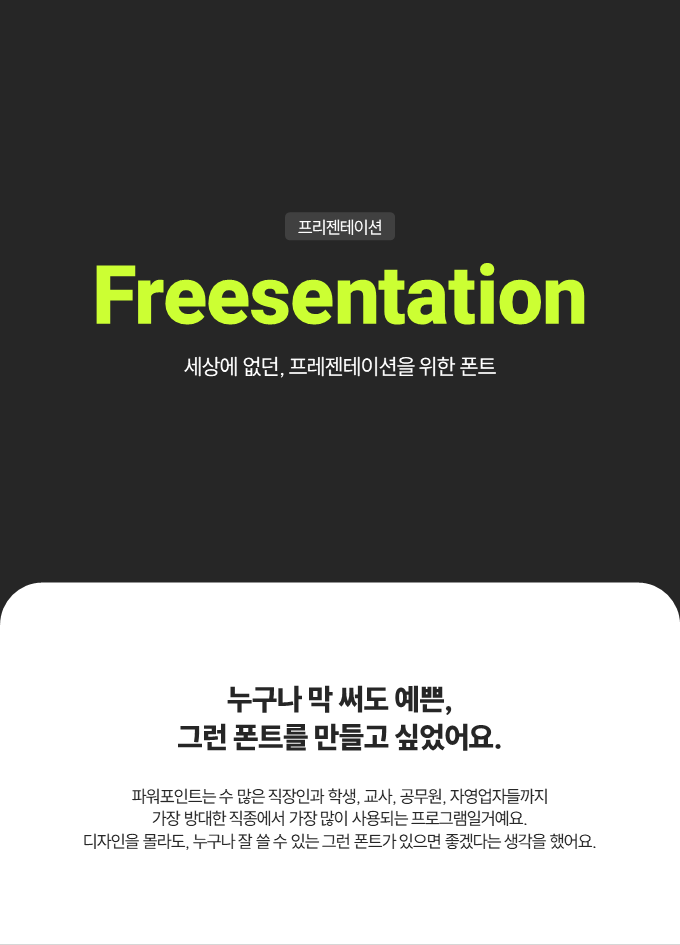 프리젠테이션
Freesentation
세상에 없던, 프레젠테이션을 위한 폰트
누구나 막 써도 예쁜,
그런 폰트를 만들고 싶었어요.
파워포인트는 수 많은 직장인과 학생, 교사, 공무원, 자영업자들까지
가장 방대한 직종에서 가장 많이 사용되는 프로그램일거예요.
디자인을 몰라도, 누구나 잘 쓸 수 있는 그런 폰트가 있으면 좋겠다는 생각을 했어요.